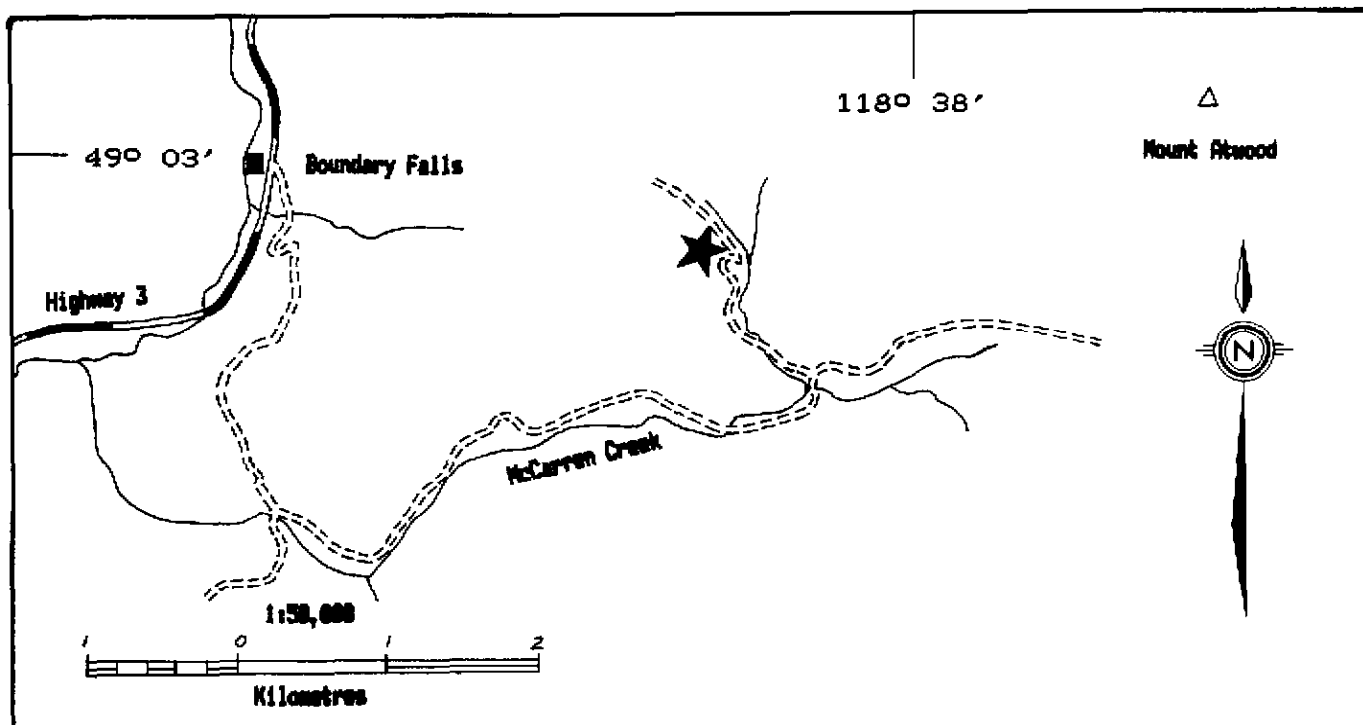 118° 38′
49° 03′
Boundary Falls
Mount Atwood
Highway 3
N
McCarren Creek
1:50,000
1 0 1 2
Kilometres